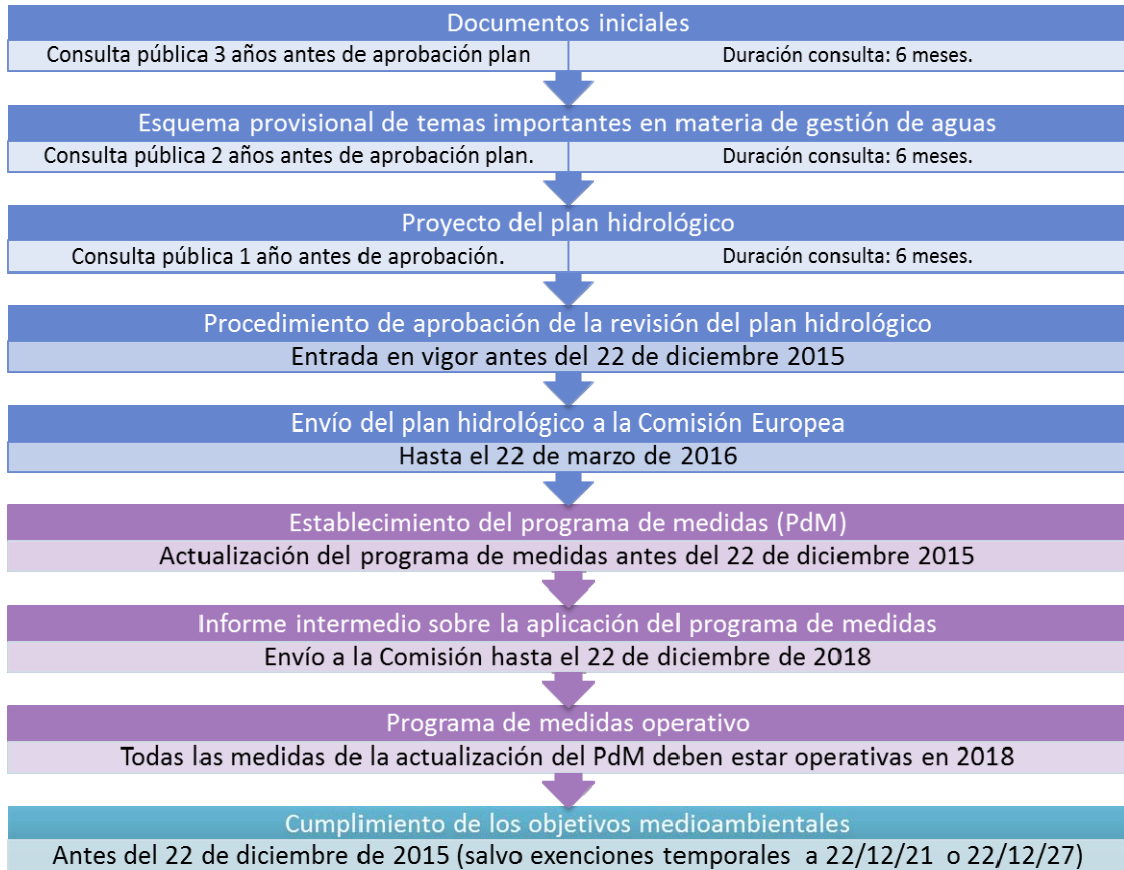 Documentos iniciales
Consulta pública 3 años antes de aprobación plan
Duración consulta: 6 meses.
Esquema provisional de temas importantes en materia de gestión de aguas
Consulta pública 2 años antes de aprobación plan.
Duración consulta: 6 meses.
Proyecto del plan hidrológico
Consulta pública 1 año antes de aprobación.
Duración consulta: 6 meses.
Procedimiento de aprobación de la revisión del plan hidrológico
Entrada en vigor antes del 22 de diciembre 2015
Envío del plan hidrológico a la Comisión Europea
Hasta el 22 de marzo de 2016
Establecimiento del programa de medidas (PdM)
Actualización del programa de medidas antes del 22 de diciembre 2015
Informe intermedio sobre la aplicación del programa de medidas
Envío a la Comisión hasta el 22 de diciembre de 2018
Programa de medidas operativo
Todas las medidas de la actualización del PdM deben estar operativas en 2018
Cumplimiento de los objetivos medioambientales
Antes del 22 de diciembre de 2015 (salvo exenciones temporales a 22/12/21 o 22/12/27)